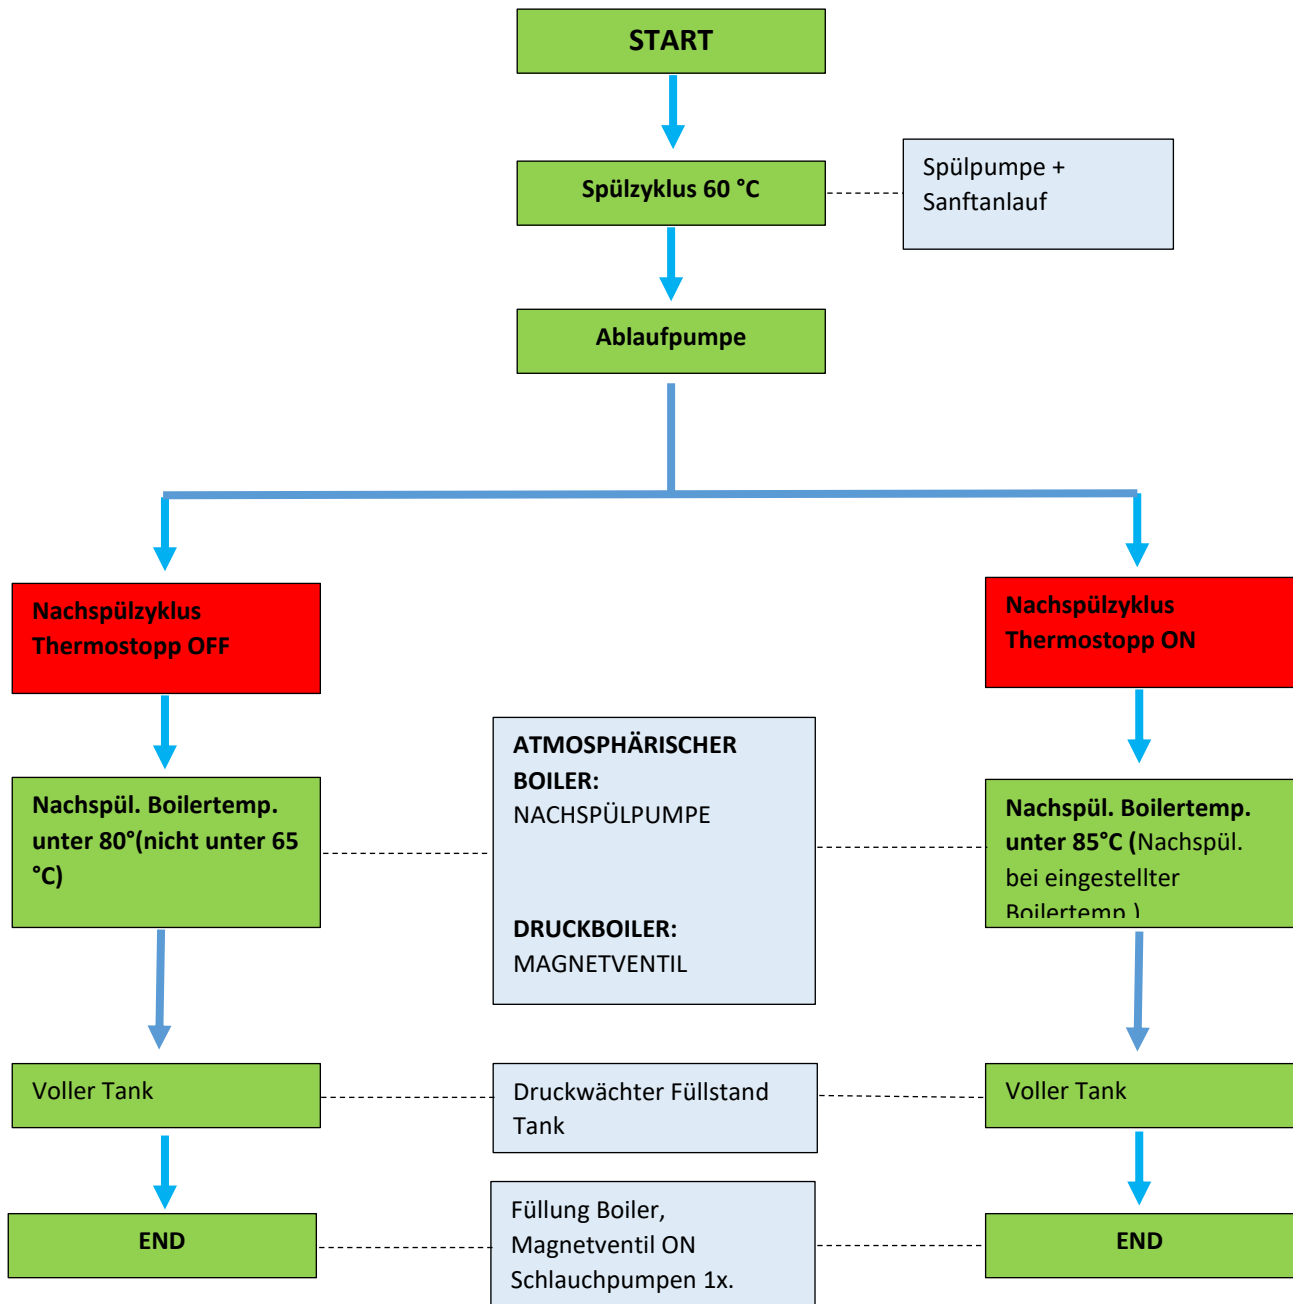 START
Spülzyklus 60 °C
Spülpumpe +
Sanftanlauf
Ablaufpumpe
Nachspülzyklus
Thermostopp OFF
Nachspülzyklus
Thermostopp ON
Nachspül. Boilertemp.
unter 80°(nicht unter 65
°C)
ATMOSPHÄRISCHER
BOILER:
NACHSPÜLPUMPE
DRUCKBOILER:
MAGNETVENTIL
Nachspül. Boilertemp.
unter 85°C (Nachspül.
bei eingestellter
Boilertemp.)
Voller Tank
Druckwächter Füllstand
Tank
Voller Tank
END
Füllung Boiler,
Magnetventil ON
Schlauchpumpen 1x.
END